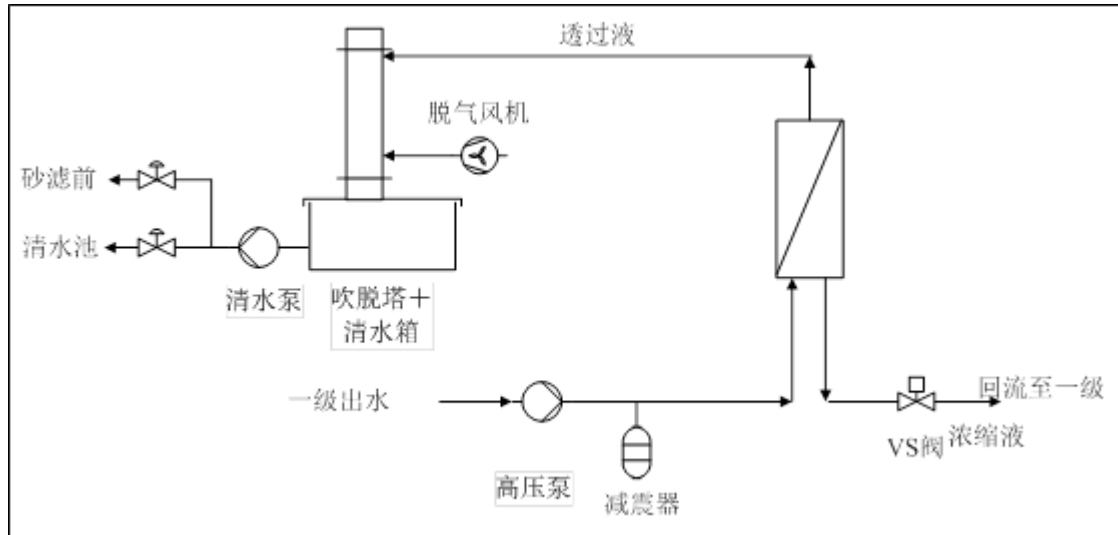 透过液
脱气风机
砂滤前
清水池
清水泵
吹脱塔＋
清水箱
一级出水
回流至一级
VS阀
浓缩液
高压泵
减震器